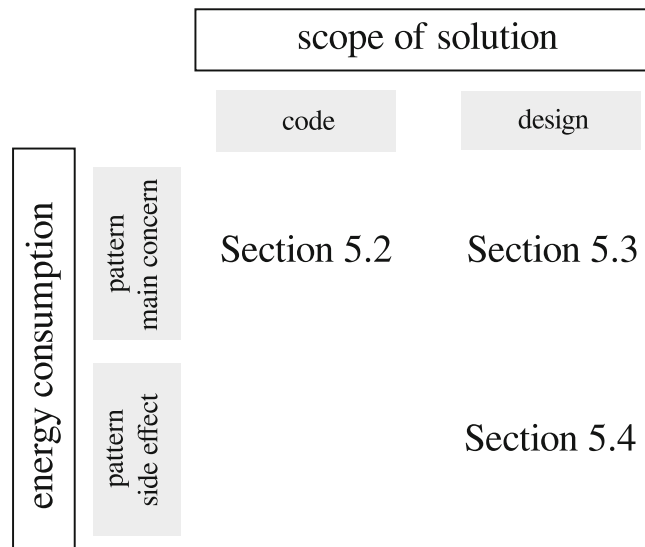 scope of solution
code
design
energy consumption
pattern
main concern
Section 5.2
Section 5.3
pattern
side effect
Section 5.4